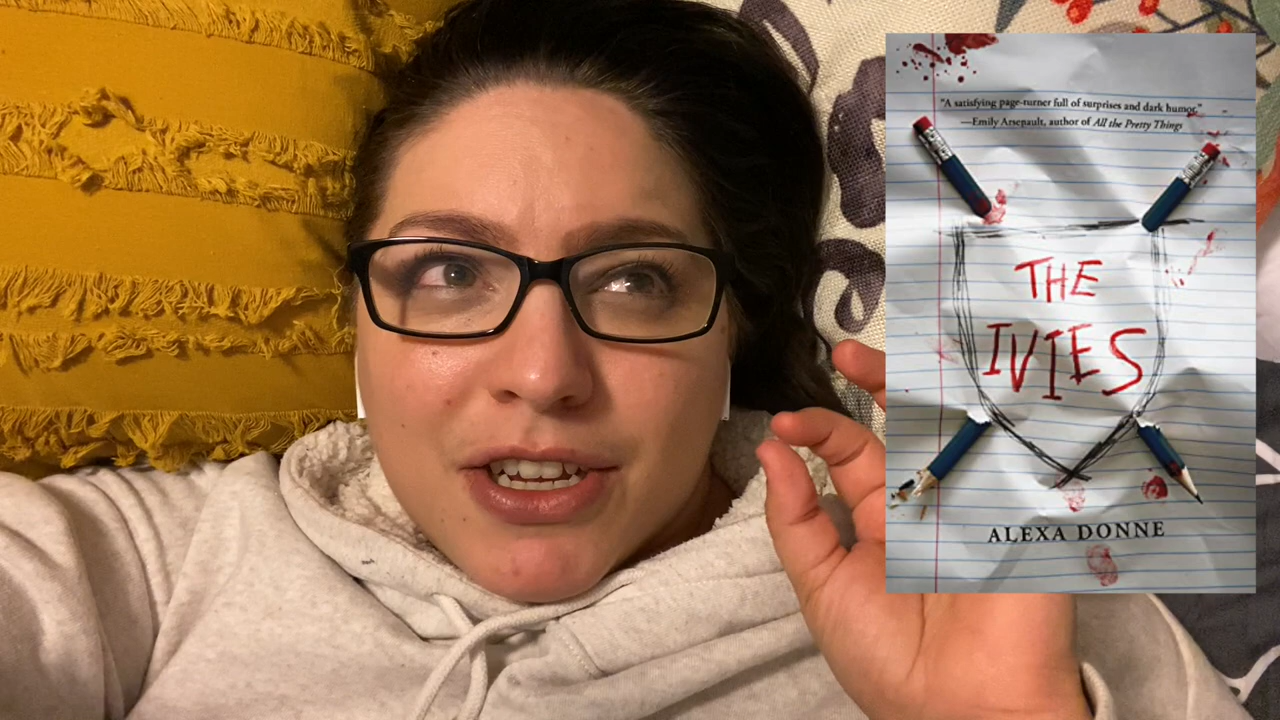 "A satisfying page-turner full of surprises and dark humor."
—Emily Arsenault, author of All the Pretty Things
THE
IVIES
ALEXA DONNE